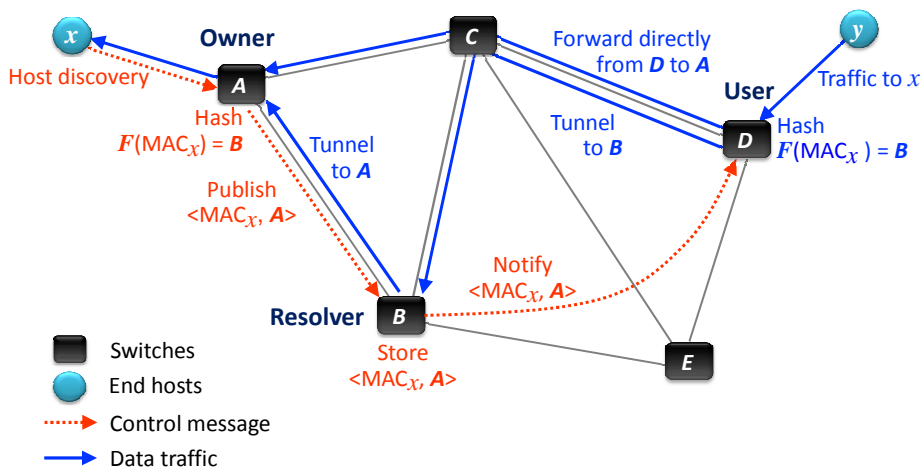 x
Owner
C
Forward directly
from D to A
y
Host discovery
A
User
Traffic to x
Hash
F(MACx) = B
Tunnel
to A
Tunnel
to B
D
Hash
F(MACx ) = B
Publish
<MACx, A>
Notify
<MACx, A>
Resolver
B
Store
<MACx, A>
E
Switches
End hosts
Control message
Data traffic